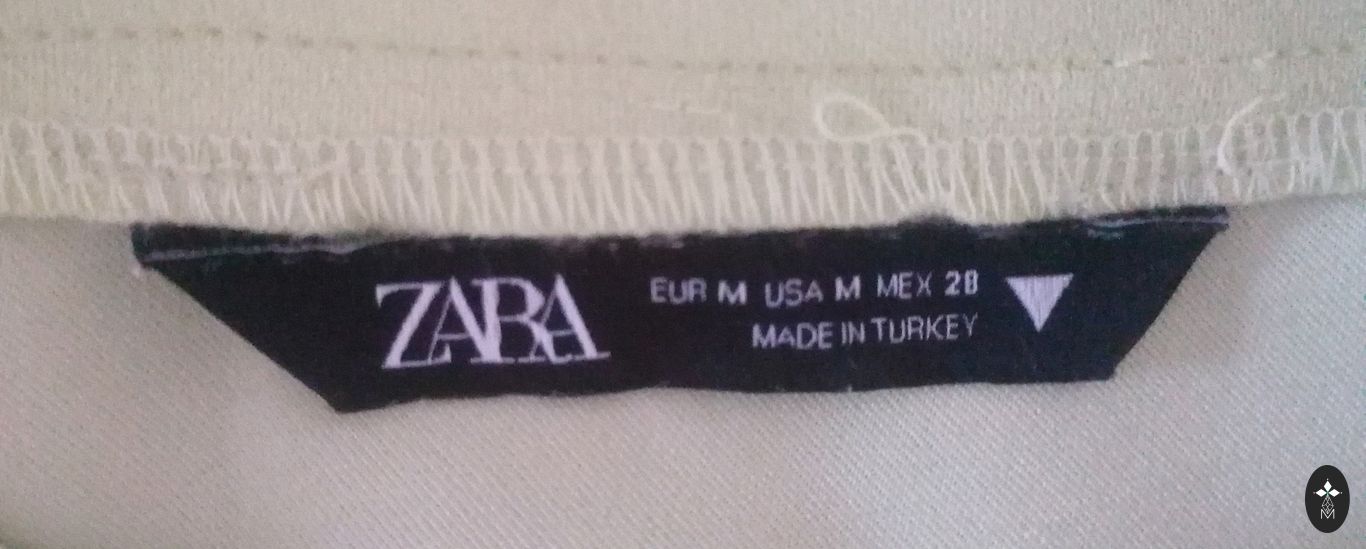 ZARA
EUR M USA M MEX 28
MADE IN TURKEY